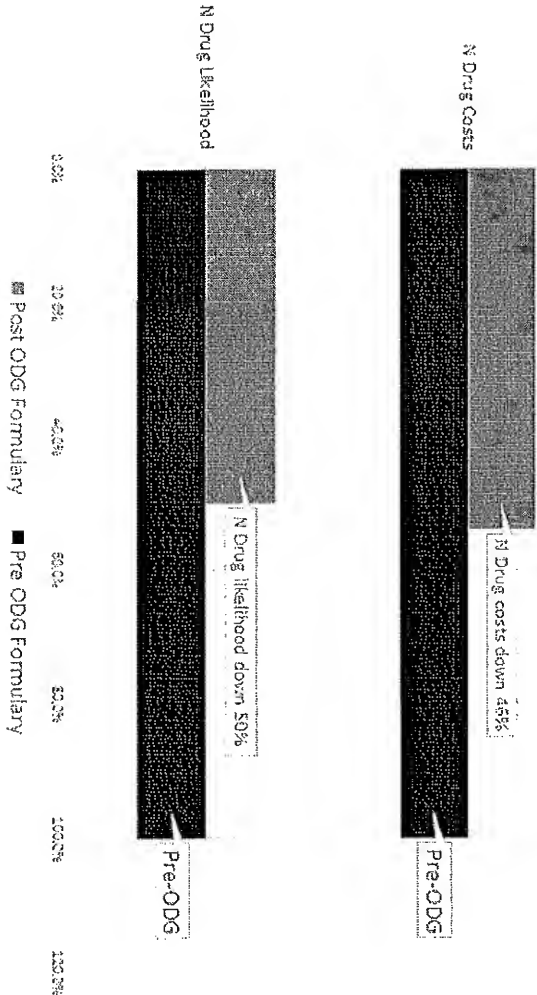 N Drug Costs
N Drug costs down 46%
Pre-ODG
N Drug Likelihood
N Drug likelihood down 50%
Pre-ODG
0.0%
20.0%
40.0%
60.0%
80.0%
100.0%
120.0%
Post ODG Formulary
Pre ODG Formulary